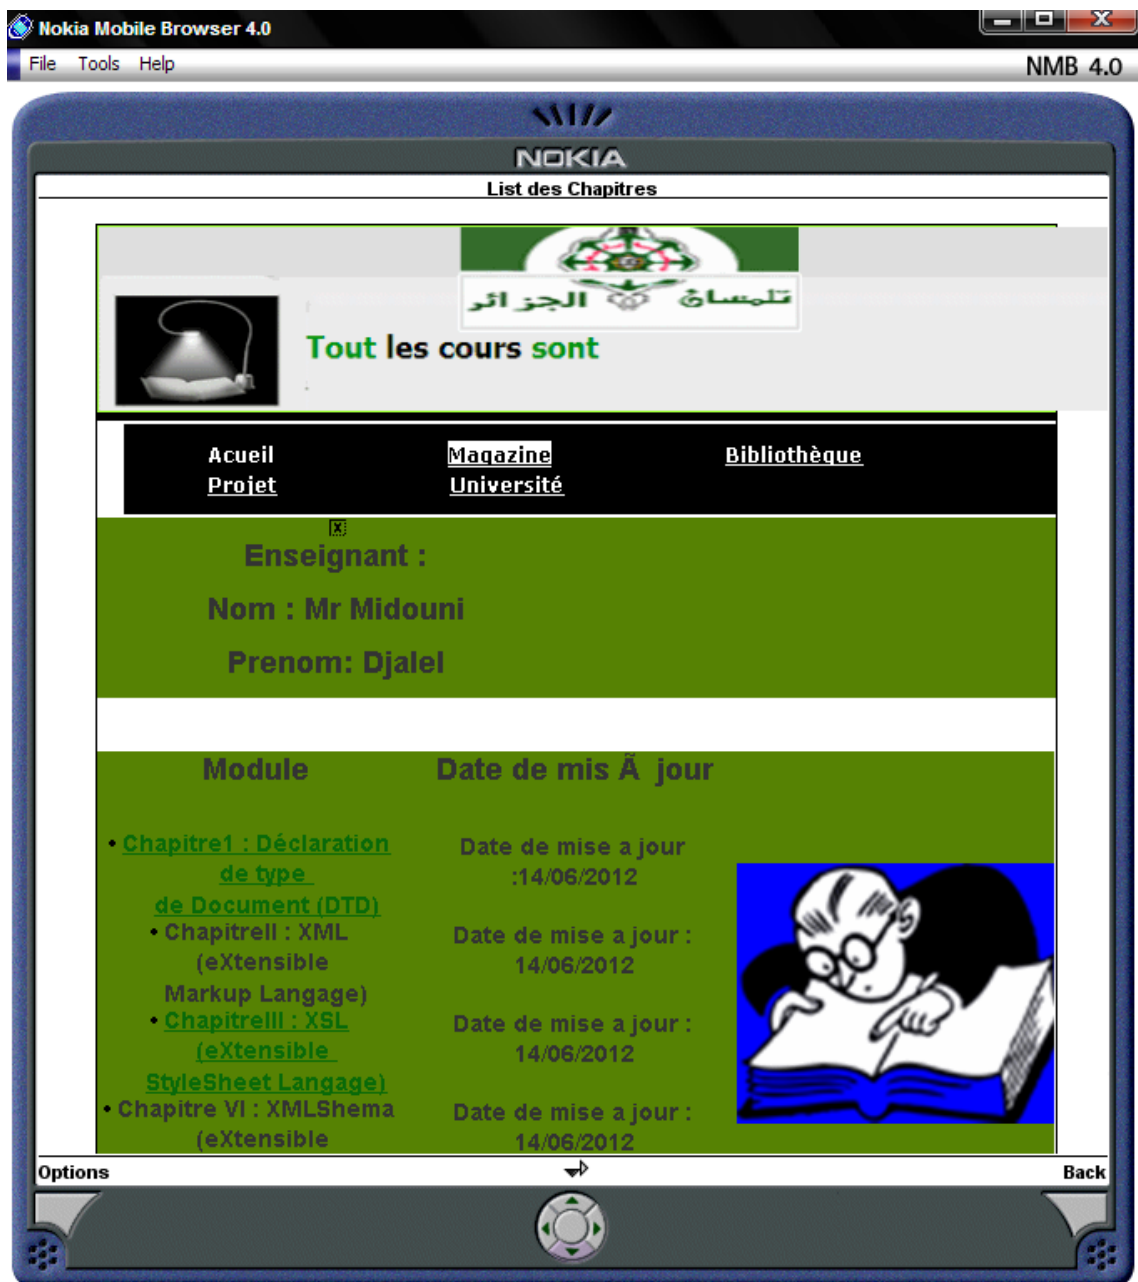 Nokia Mobile Browser 4.0
File Tools Help
NMB 4.0
NOKIA
List des Chapitres
تلمسان الجزائر
Tout les cours sont
Acueil Magazine Bibliothèque
Projet Université
Enseignant :
Nom : Mr Midouni
Prenom: Djalel
Module Date de mis Ã jour
• Chapitre1 : Déclaration
de type
de Document (DTD)
Date de mise a jour
:14/06/2012
• ChapitreII : XML
(eXtensible
Markup Langage)
Date de mise a jour :
14/06/2012
• ChapitreIII : XSL
(eXtensible
StyleSheet Langage)
Date de mise a jour :
14/06/2012
• Chapitre VI : XMLShema
(eXtensible
Date de mise a jour :
14/06/2012
Options Back